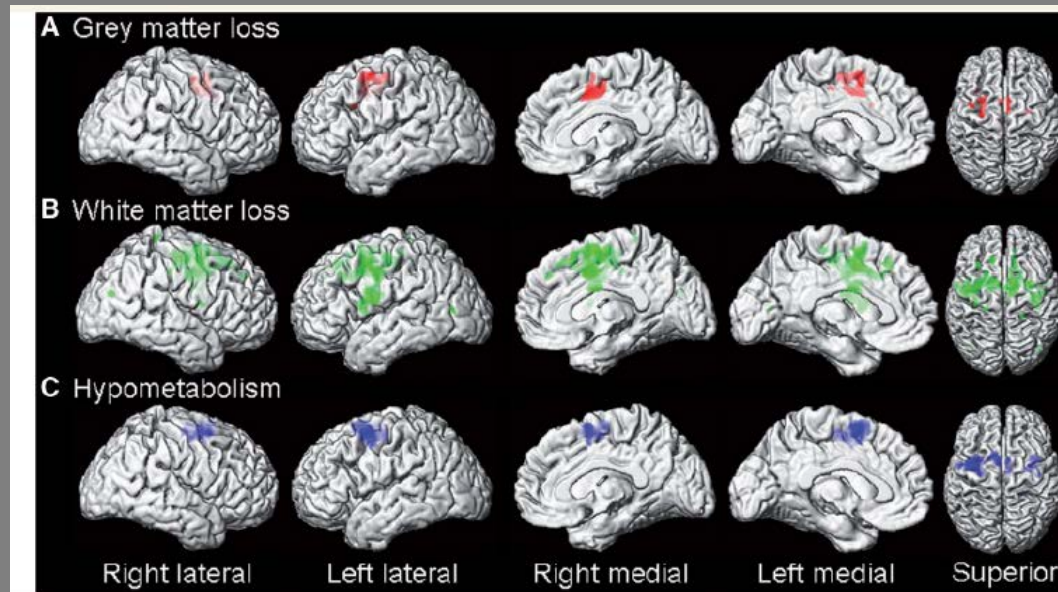 A Grey matter loss
B White matter loss
C Hypometabolism
Right lateral Left lateral Right medial Left medial Superior